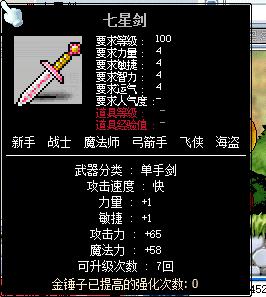 七星剑
要求等级： 100
要求力量： 4
要求敏捷： 4
要求智力： 4
要求运气： 4
要求人气度： -
道具等级： -
道具经验值： -
新手 战士 魔法师 弓箭手 飞侠 海盗
武器分类 ：单手剑
攻击速度 ：快
力量 ：+1
敏捷 ：+1
攻击力 ：+65
魔法力 ：+58
可升级次数 ：7回
金锤子已提高的强化次数: 0
452